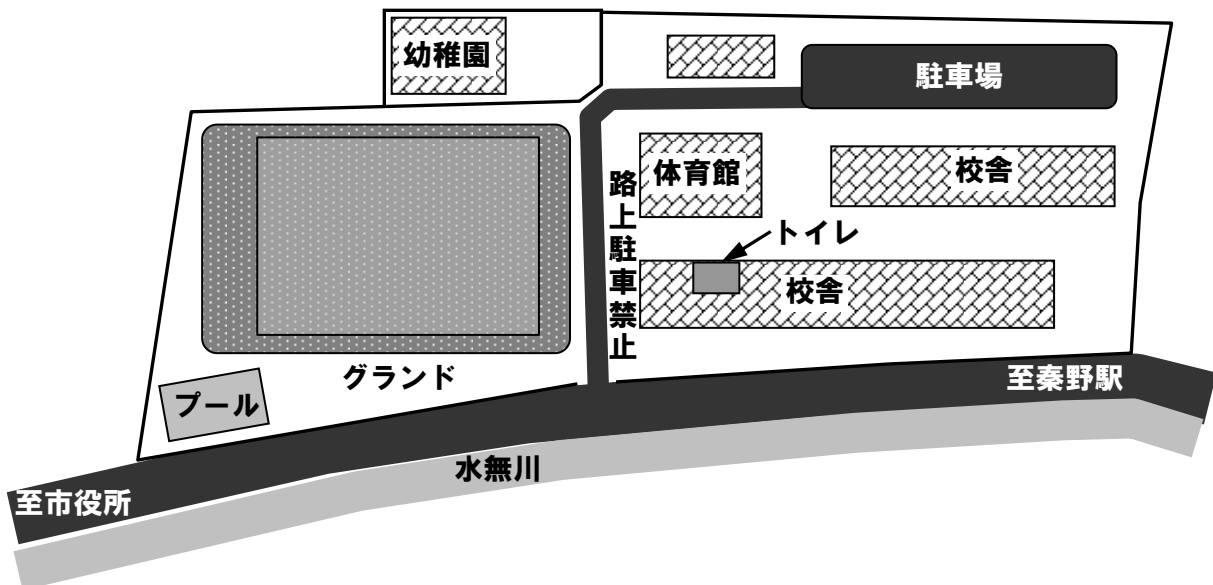 幼稚園
駐車場
体育館
校舎
路上駐車禁止
トイレ
校舎
グランド
至秦野駅
プール
水無川
至市役所